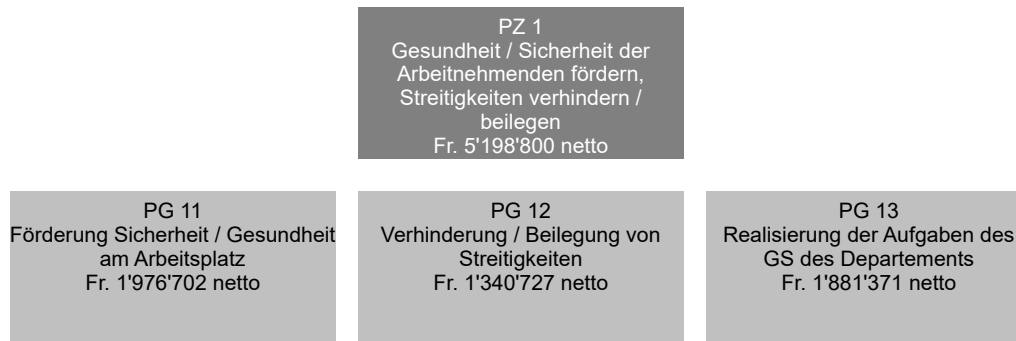 PZ 1
Gesundheit / Sicherheit der
Arbeitnehmenden fördern,
Streitigkeiten verhindern /
beilegen
Fr. 5'198'800 netto
PG 11
Förderung Sicherheit / Gesundheit
am Arbeitsplatz
Fr. 1'976'702 netto
PG 12
Verhinderung / Beilegung von
Streitigkeiten
Fr. 1'340'727 netto
PG 13
Realisierung der Aufgaben des
GS des Departements
Fr. 1'881'371 netto